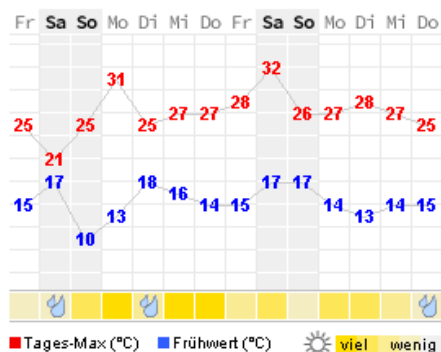 Fr Sa So Mo Di Mi Do Fr Sa So Mo Di Mi Do
32
31
28 28
27 27 26 27 27
25 25 25 25
21
17 18 17 17
15 16 14 15 14 13 14 15
13
10
Tages-Max (°C) Frühwert (°C) viel wenig